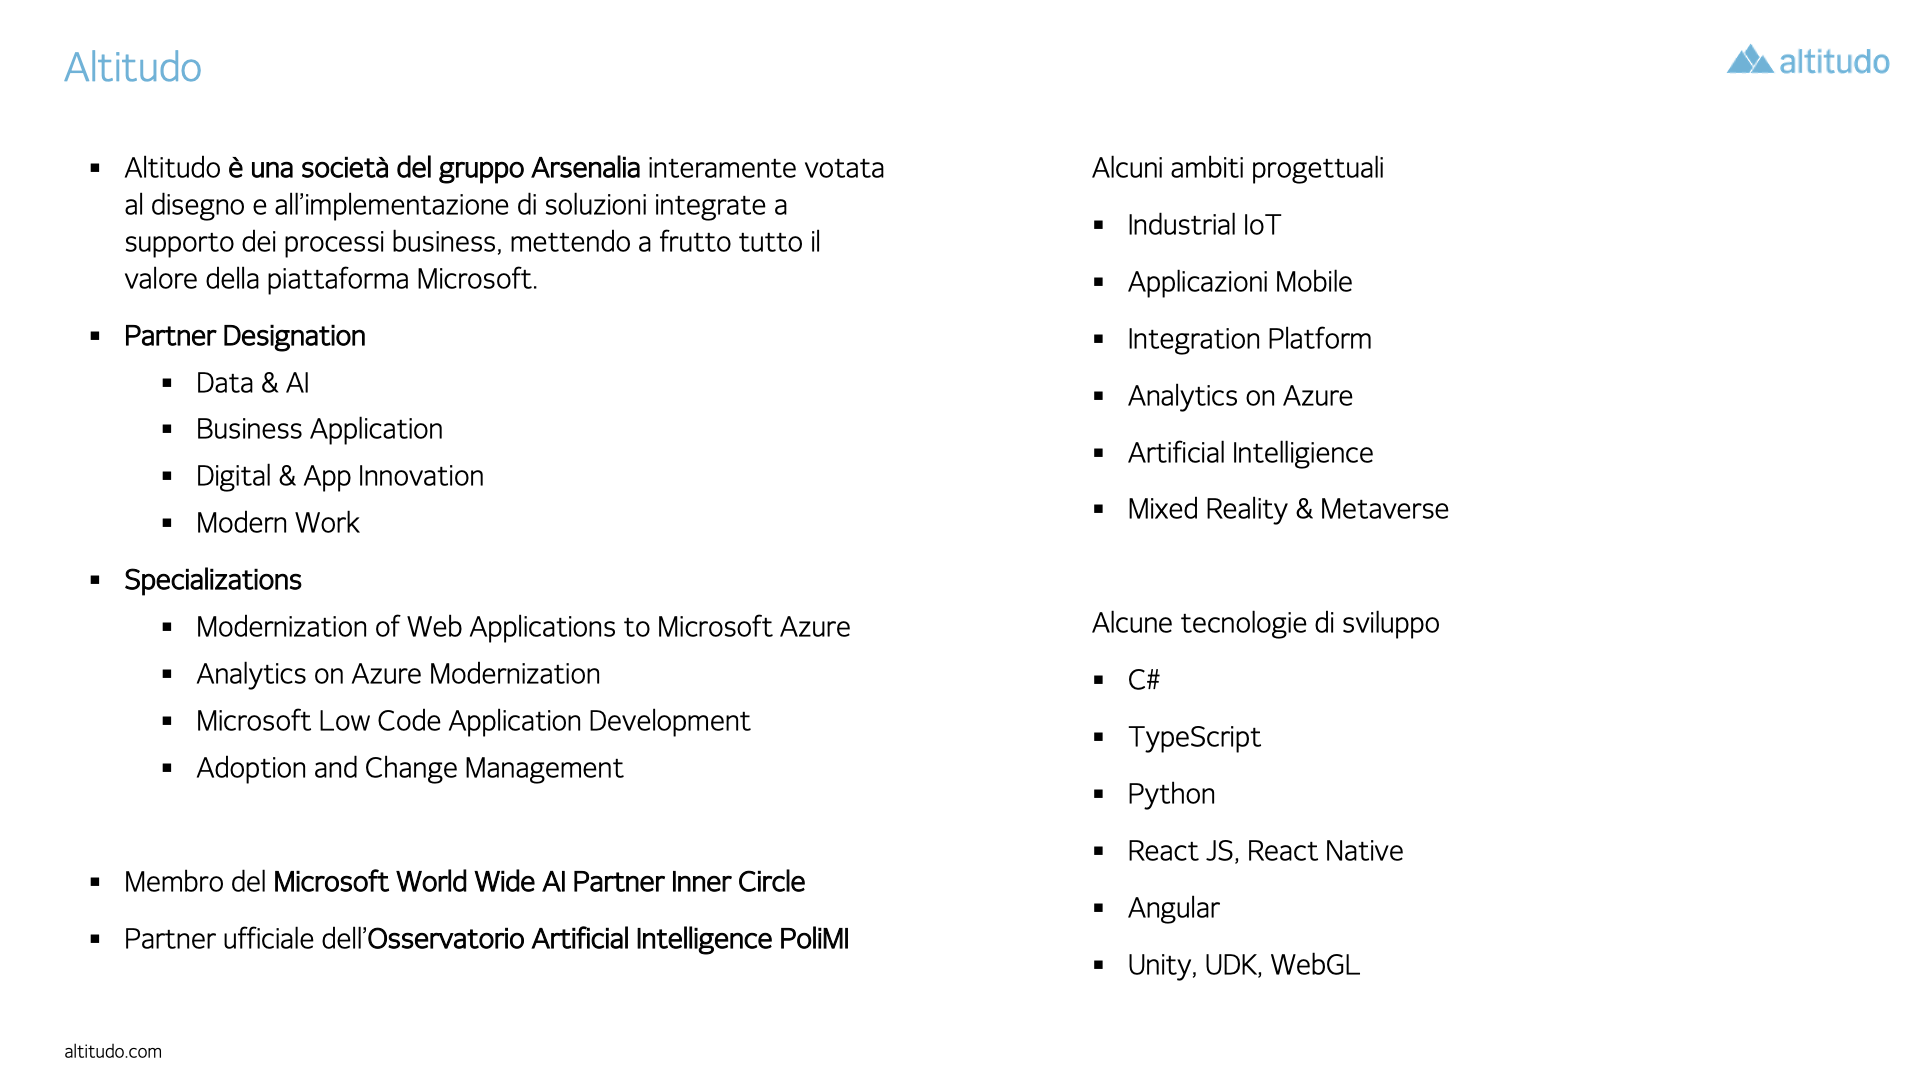 Altitudo
altitudo
▪ Altitudo è una società del gruppo Arsenalia interamente votata
al disegno e all’implementazione di soluzioni integrate a
supporto dei processi business, mettendo a frutto tutto il
valore della piattaforma Microsoft.
▪ Partner Designation
▪ Data & AI
▪ Business Application
▪ Digital & App Innovation
▪ Modern Work
▪ Specializations
▪ Modernization of Web Applications to Microsoft Azure
▪ Analytics on Azure Modernization
▪ Microsoft Low Code Application Development
▪ Adoption and Change Management
▪ Membro del Microsoft World Wide AI Partner Inner Circle
▪ Partner ufficiale dell’Osservatorio Artificial Intelligence PoliMI
Alcuni ambiti progettuali
▪ Industrial IoT
▪ Applicazioni Mobile
▪ Integration Platform
▪ Analytics on Azure
▪ Artificial Intelligience
▪ Mixed Reality & Metaverse
Alcune tecnologie di sviluppo
▪ C#
▪ TypeScript
▪ Python
▪ React JS, React Native
▪ Angular
▪ Unity, UDK, WebGL
altitudo.com